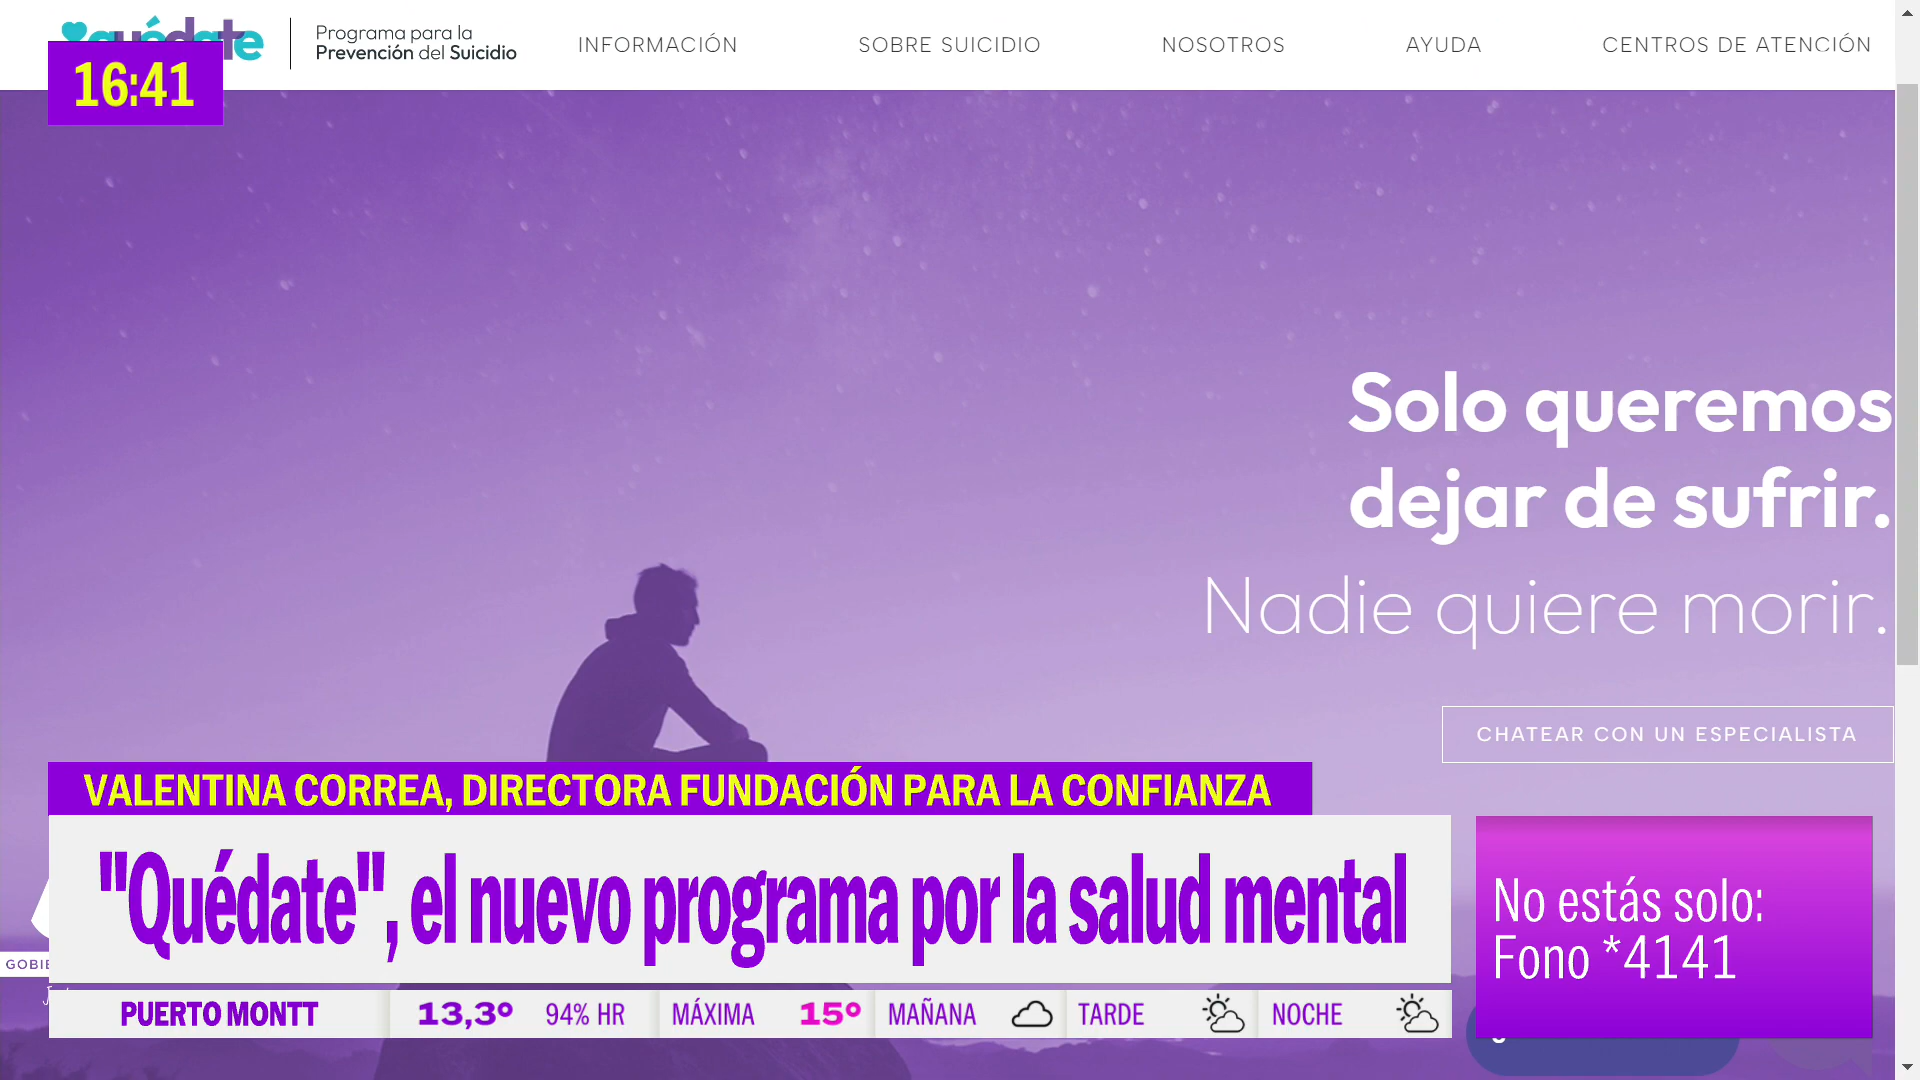 Programa para la
Prevención del Suicidio
INFORMACIÓN
SOBRE SUICIDIO
NOSOTROS
AYUDA
CENTROS DE ATENCIÓN
16:41
Solo queremos
dejar de sufrir.
Nadie quiere morir.
CHATEAR CON UN ESPECIALISTA
VALENTINA CORREA, DIRECTORA FUNDACIÓN PARA LA CONFIANZA
"Quédate", el nuevo programa por la salud mental
No estás solo:
Fono *4141
PUERTO MONTT 13,3° 94% HR MÁXIMA 15° MAÑANA TARDE NOCHE